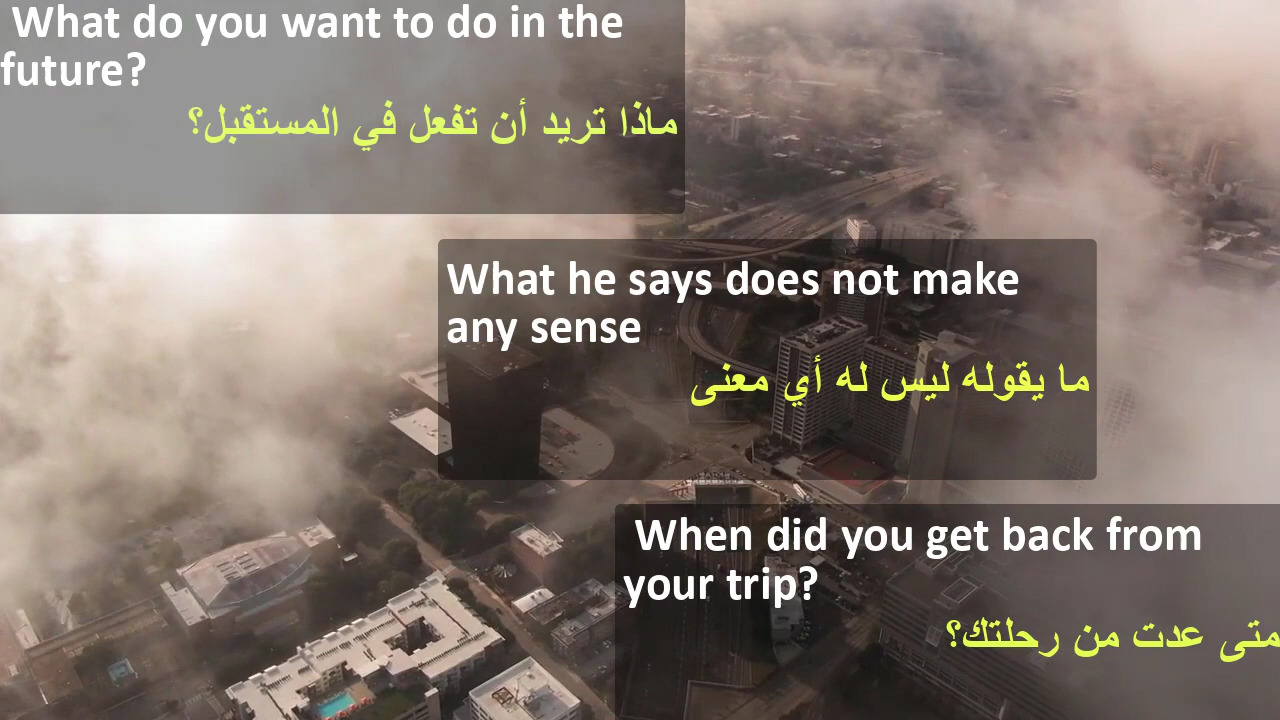 What do you want to do in the
future?
ماذا تريد أن تفعل في المستقبل؟
What he says does not make
any sense
ما يقوله ليس له أي معنى
When did you get back from
your trip?
متى عدت من رحلتك؟